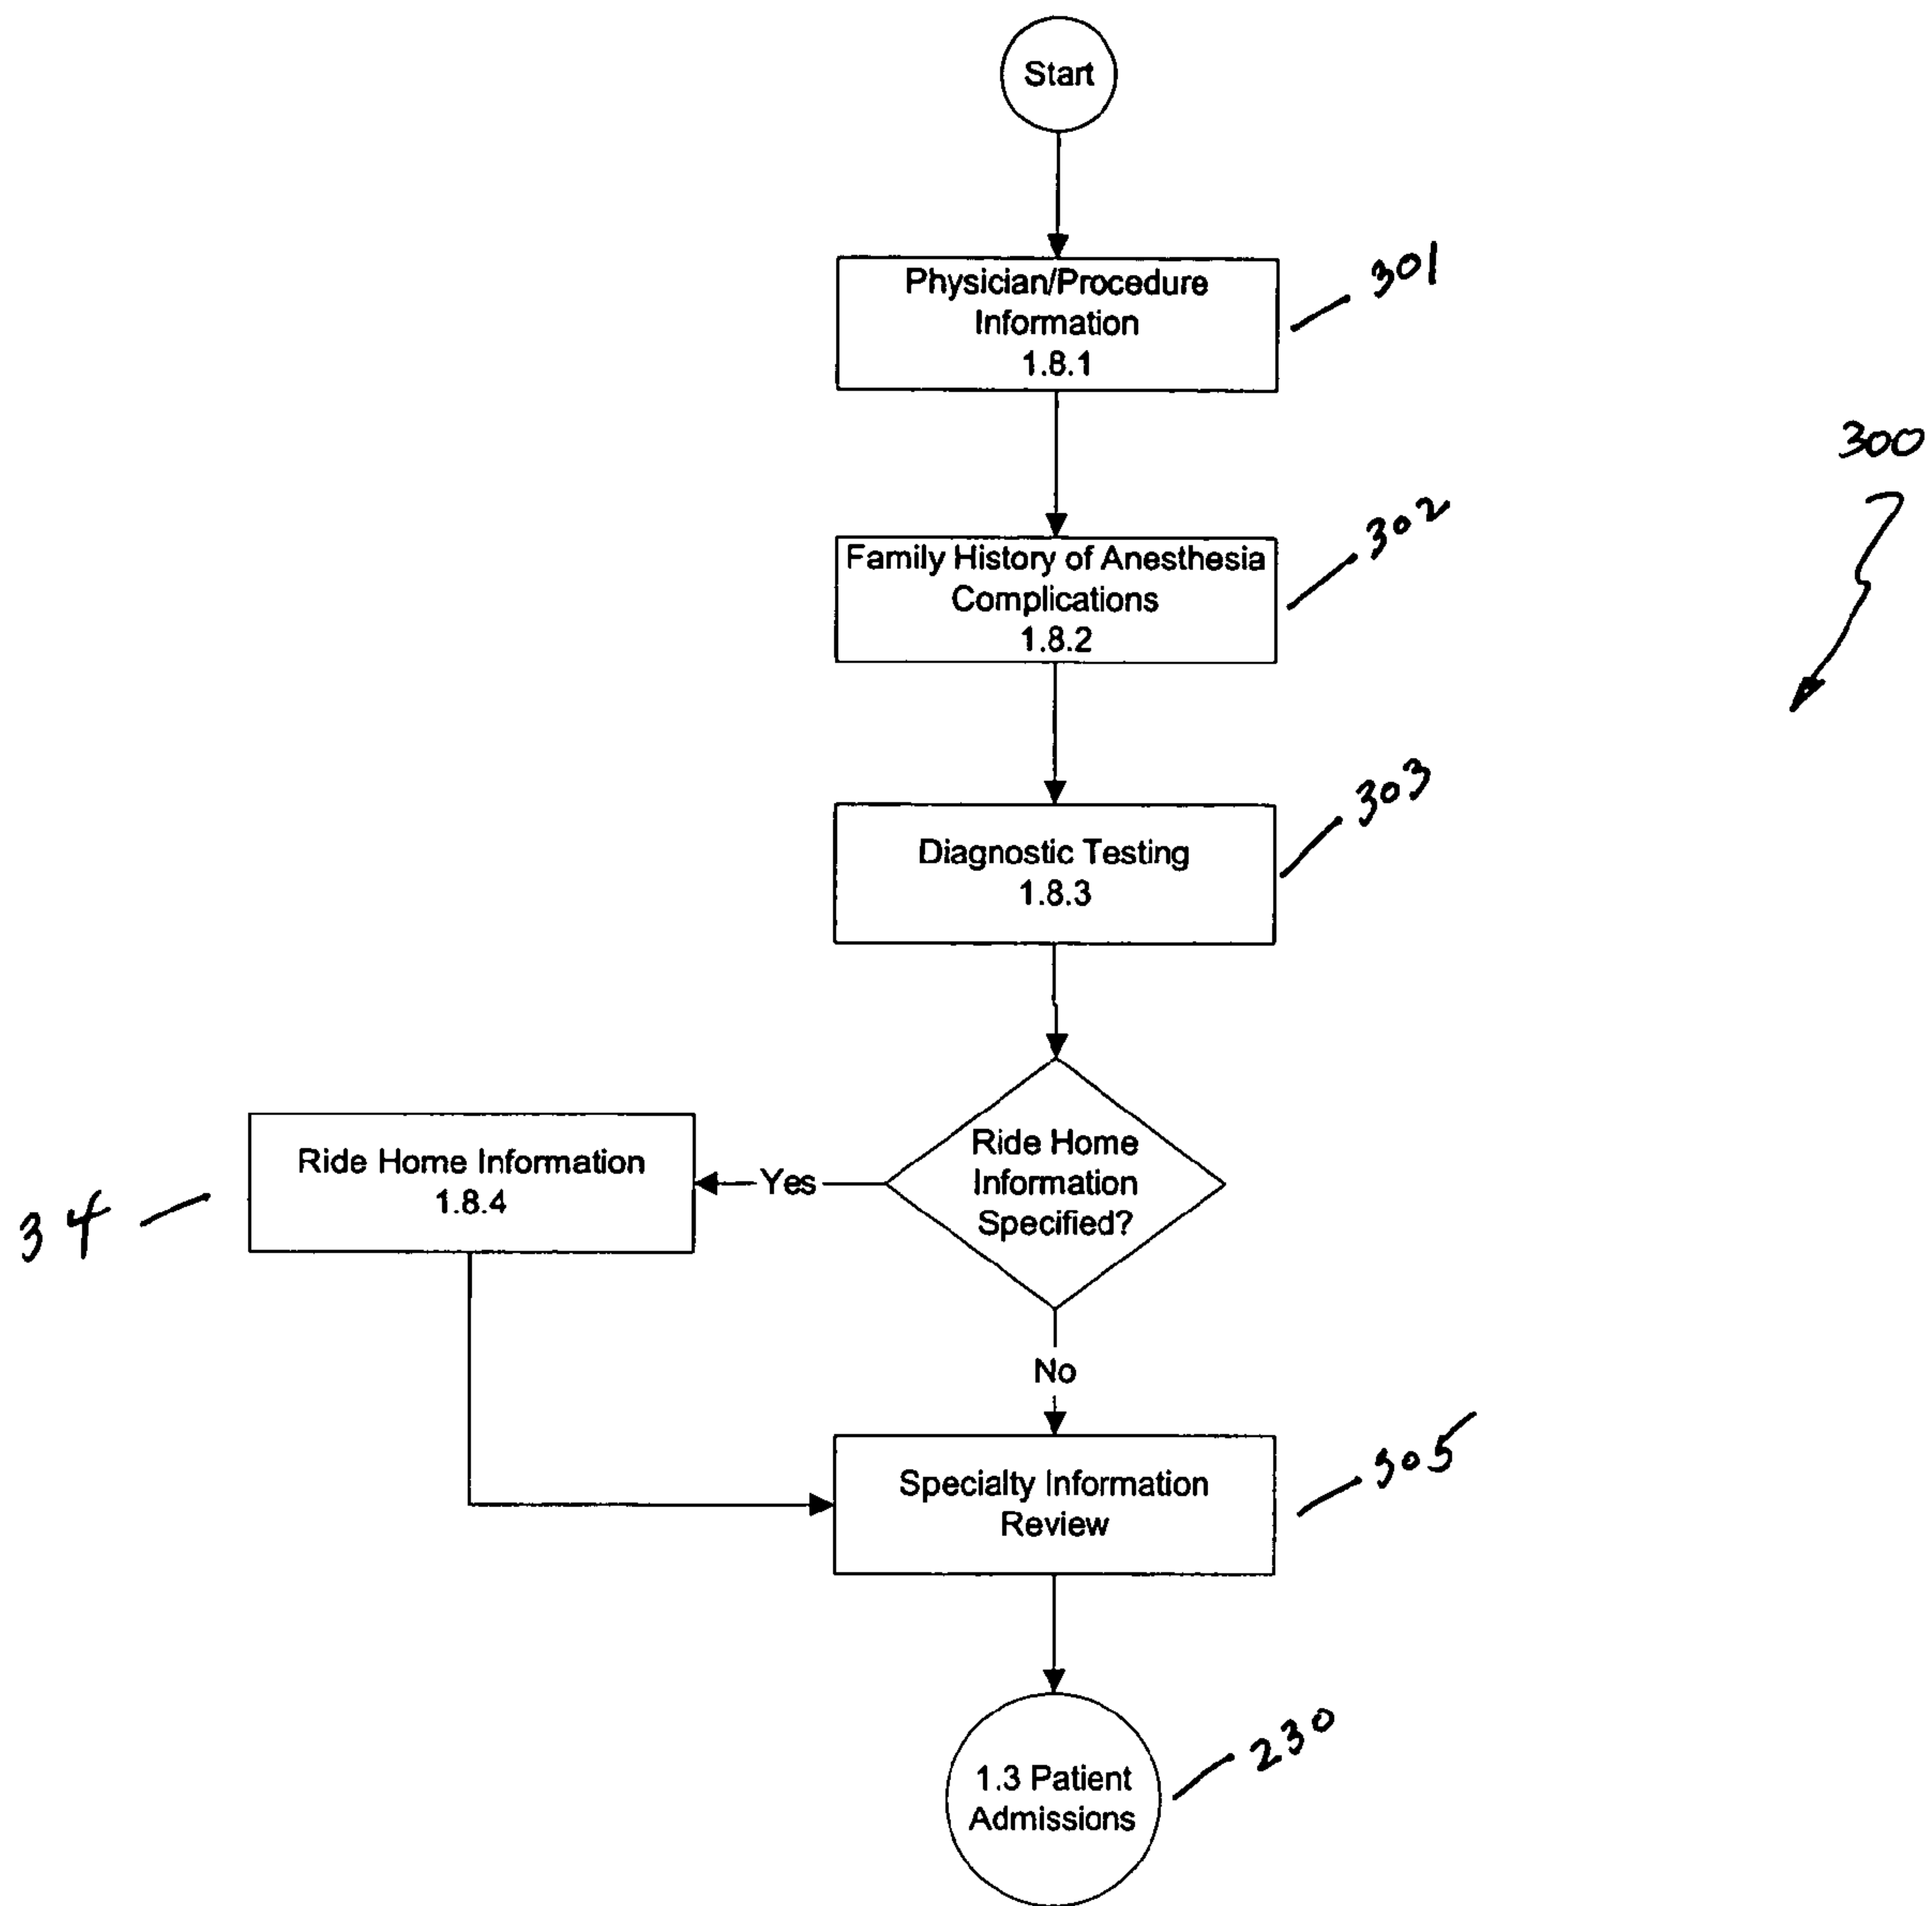 Start
Physician/Procedure
Information
1.8.1
301
300
Family History of Anesthesia
Complications
1.8.2
302
Diagnostic Testing
1.8.3
303
Ride Home
Information
Specified?
Yes
Ride Home Information
1.8.4
34
No
Specialty Information
Review
305
1.3 Patient
Admissions
230